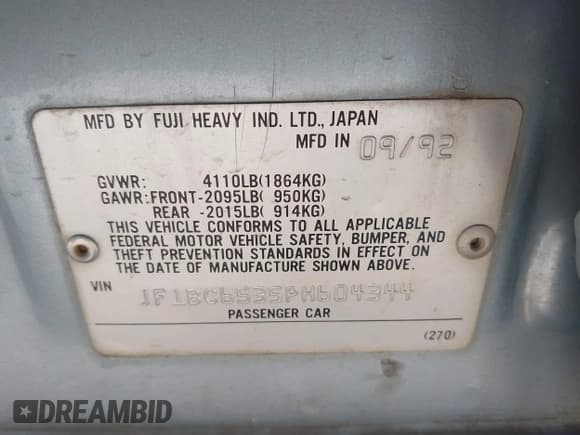 MFD BY FUJI HEAVY IND. LTD., JAPAN
MFD IN 09/92
GVWR: 4110LB(1864KG)
GAWR:FRONT-2095LB( 950KG)
REAR -2015LB( 914KG)
THIS VEHICLE CONFORMS TO ALL APPLICABLE
FEDERAL MOTOR VEHICLE SAFETY, BUMPER, AND
THEFT PREVENTION STANDARDS IN EFFECT ON
THE DATE OF MANUFACTURE SHOWN ABOVE.
VIN JF1BC6535PH604344
PASSENGER CAR
(270)
DREAMBID